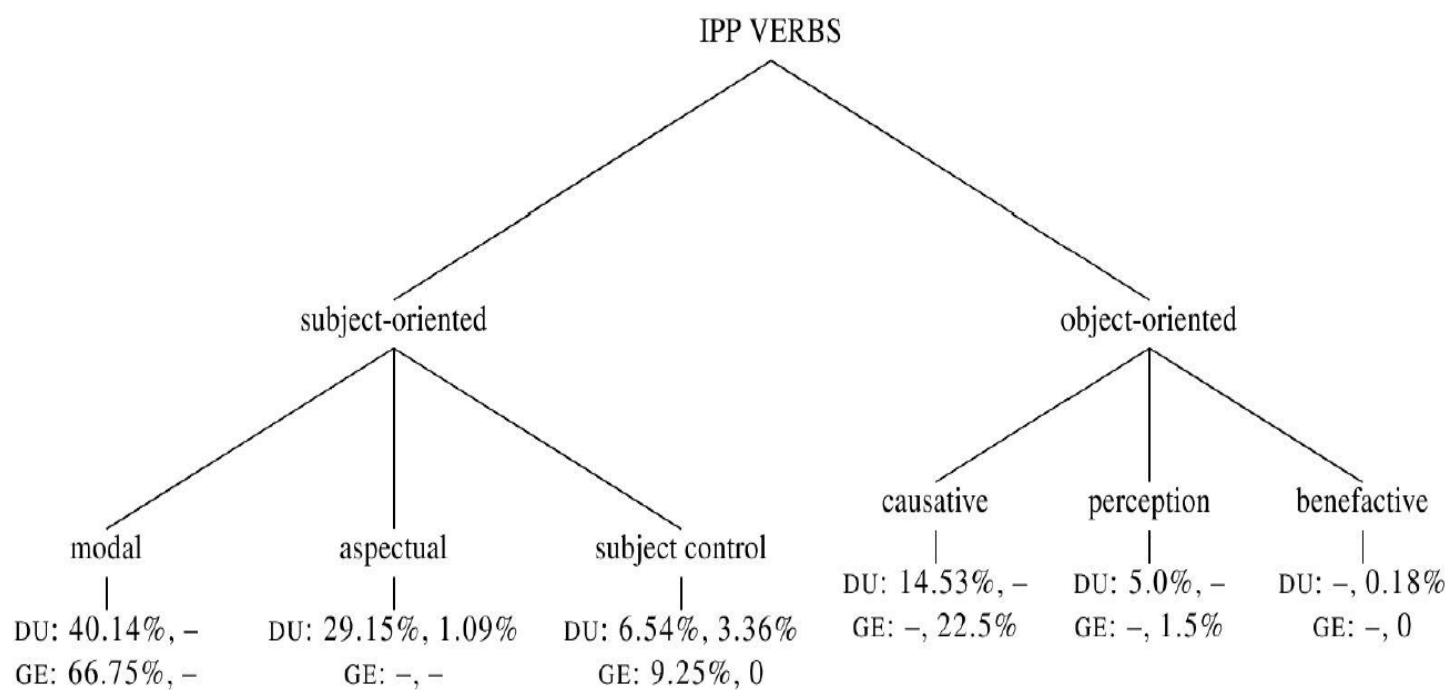 IPP VERBS
subject-oriented
object-oriented
modal
DU: 40.14%, –
GE: 66.75%, –
aspectual
DU: 29.15%, 1.09%
GE: –, –
subject control
DU: 6.54%, 3.36%
GE: 9.25%, 0
causative
DU: 14.53%, –
GE: –, 22.5%
perception
DU: 5.0%, –
GE: –, 1.5%
benefactive
DU: –, 0.18%
GE: –, 0